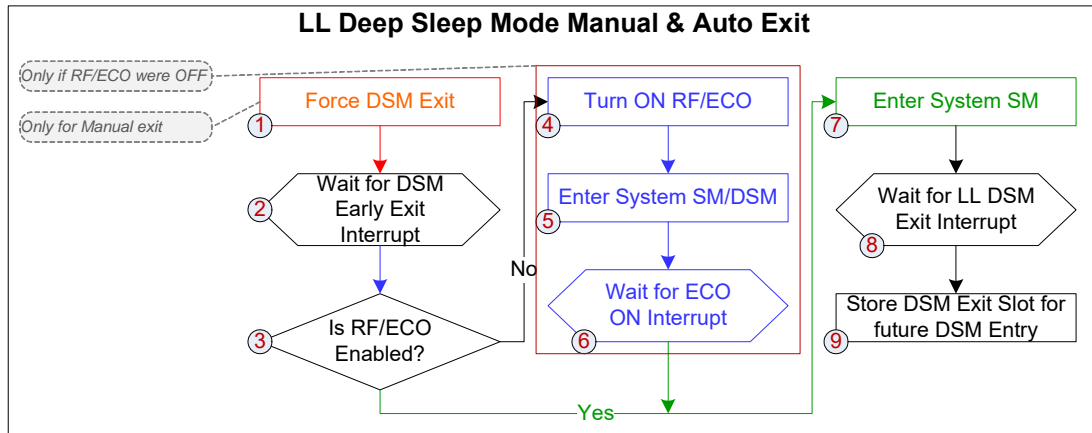 LL Deep Sleep Mode Manual & Auto Exit
Only if RF/ECO were OFF
Only for Manual exit
Force DSM Exit
1
Wait for DSM
Early Exit
Interrupt
2
Is RF/ECO
Enabled?
3
No
Yes
Turn ON RF/ECO
4
Enter System SM/DSM
5
Wait for ECO
ON Interrupt
6
Enter System SM
7
Wait for LL DSM
Exit Interrupt
8
Store DSM Exit Slot for
future DSM Entry
9